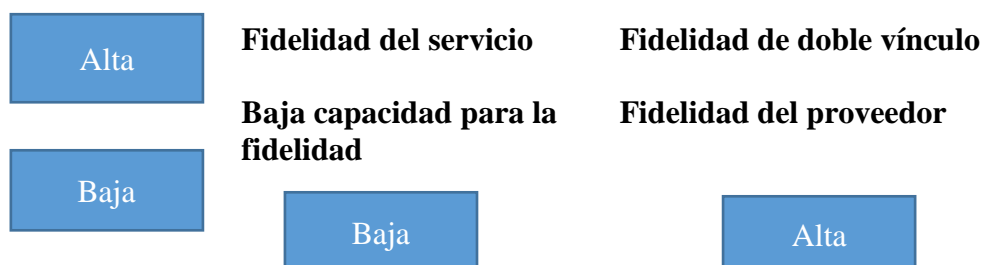 Alta
Fidelidad del servicio
Fidelidad de doble vínculo
Baja capacidad para la
fidelidad
Fidelidad del proveedor
Baja
Baja
Alta